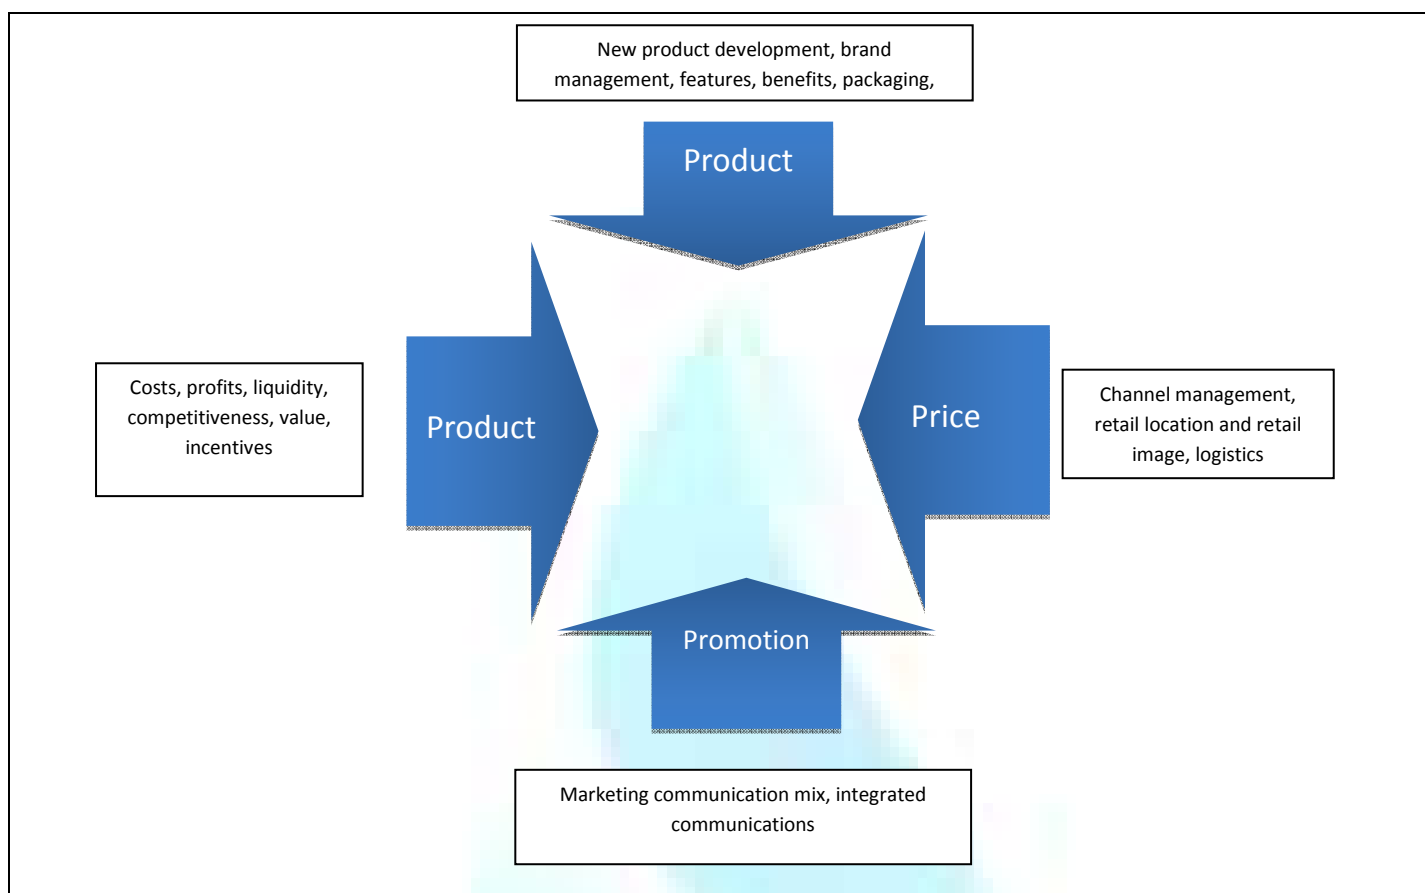 New product development, brand
management, features, benefits, packaging,
Product
Costs, profits, liquidity,
competitiveness, value,
incentives
Product
Price
Channel management,
retail location and retail
image, logistics
Promotion
Marketing communication mix, integrated
communications